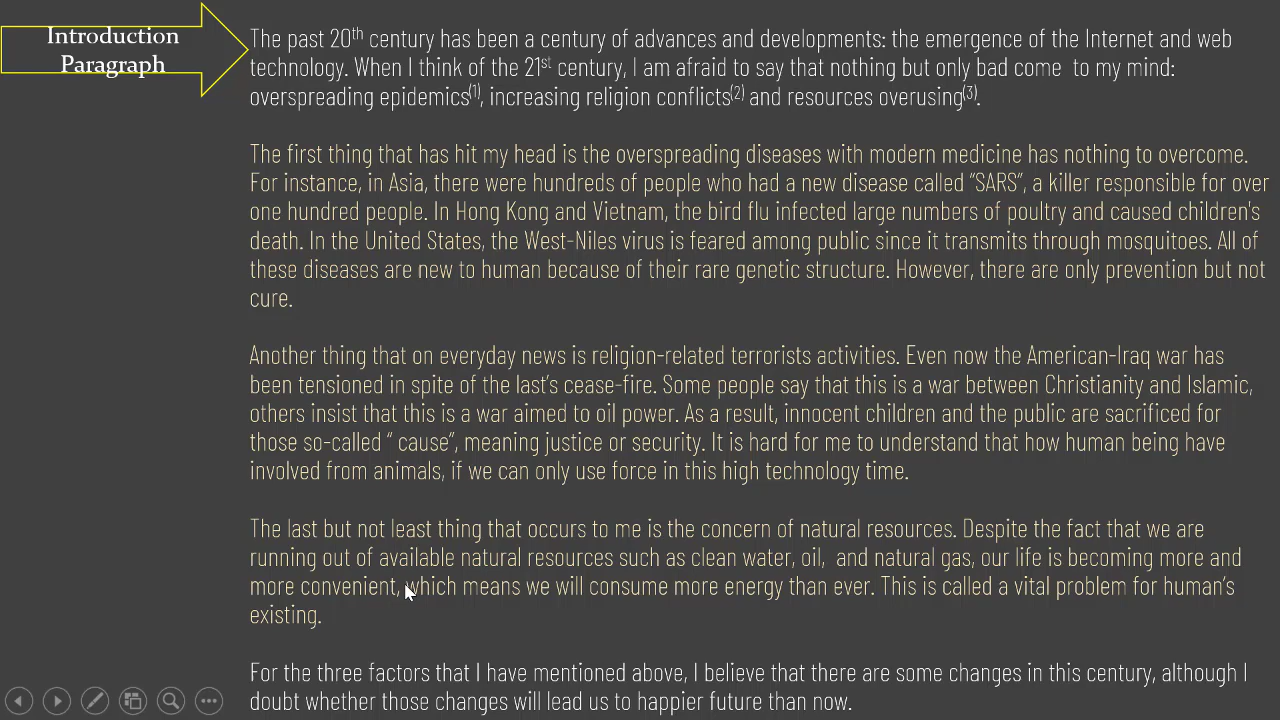 Introduction
Paragraph
The past 20th century has been a century of advances and developments: the emergence of the Internet and web
technology. When I think of the 21st century, I am afraid to say that nothing but only bad come  to my mind:
overspreading epidemics(1), increasing religion conflicts(2) and resources overusing(3).
The first thing that has hit my head is the overspreading diseases with modern medicine has nothing to overcome.
For instance, in Asia, there were hundreds of people who had a new disease called “SARS”, a killer responsible for over
one hundred people. In Hong Kong and Vietnam, the bird flu infected large numbers of poultry and caused children's
death. In the United States, the West-Niles virus is feared among public since it transmits through mosquitoes. All of
these diseases are new to human because of their rare genetic structure. However, there are only prevention but not
cure.
Another thing that on everyday news is religion-related terrorists activities. Even now the American-Iraq war has
been tensioned in spite of the last’s cease-fire. Some people say that this is a war between Christianity and Islamic,
others insist that this is a war aimed to oil power. As a result, innocent children and the public are sacrificed for
those so-called “ cause”, meaning justice or security. It is hard for me to understand that how human being have
involved from animals, if we can only use force in this high technology time.
The last but not least thing that occurs to me is the concern of natural resources. Despite the fact that we are
running out of available natural resources such as clean water, oil,  and natural gas, our life is becoming more and
more convenient, which means we will consume more energy than ever. This is called a vital problem for human’s
existing.
For the three factors that I have mentioned above, I believe that there are some changes in this century, although I
doubt whether those changes will lead us to happier future than now.